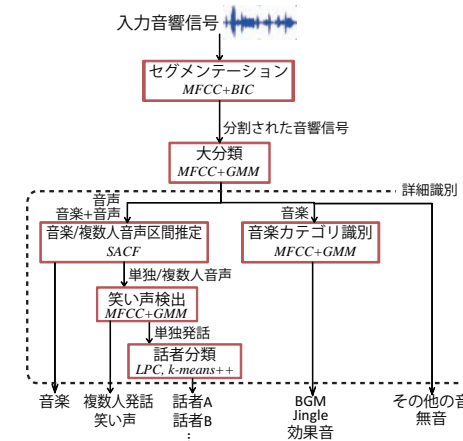 入力音響信号
セグメンテーション
MFCC+BIC
分割された音響信号
大分類
MFCC+GMM
詳細識別
音声
音楽+音声
音楽
音楽/複数人音声区間推定
SACF
音楽カテゴリ識別
MFCC+GMM
単独/複数人音声
笑い声検出
MFCC+GMM
単独発話
話者分類
LPC, k-means++
音楽
複数人発話
笑い声
話者A
話者B
:
BGM
Jingle
効果音
その他の音
無音